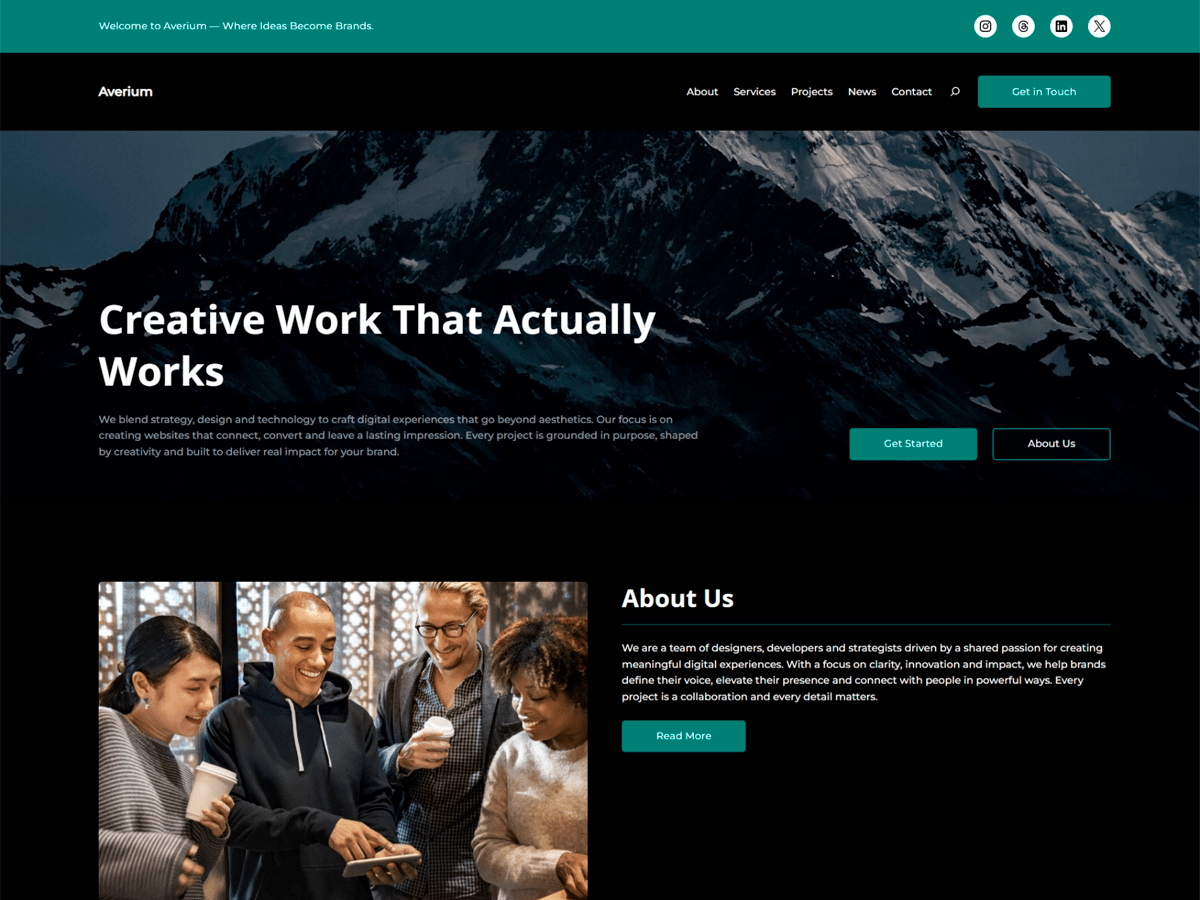 Welcome to Averium — Where Ideas Become Brands.
Averium
About Services Projects News Contact Get in Touch
Creative Work That Actually
Works
We blend strategy, design and technology to craft digital experiences that go beyond aesthetics. Our focus is on
creating websites that connect, convert and leave a lasting impression. Every project is grounded in purpose, shaped
by creativity and built to deliver real impact for your brand.
Get Started About Us
About Us
We are a team of designers, developers and strategists driven by a shared passion for creating
meaningful digital experiences. With a focus on clarity, innovation and impact, we help brands
define their voice, elevate their presence and connect with people in powerful ways. Every
project is a collaboration and every detail matters.
Read More